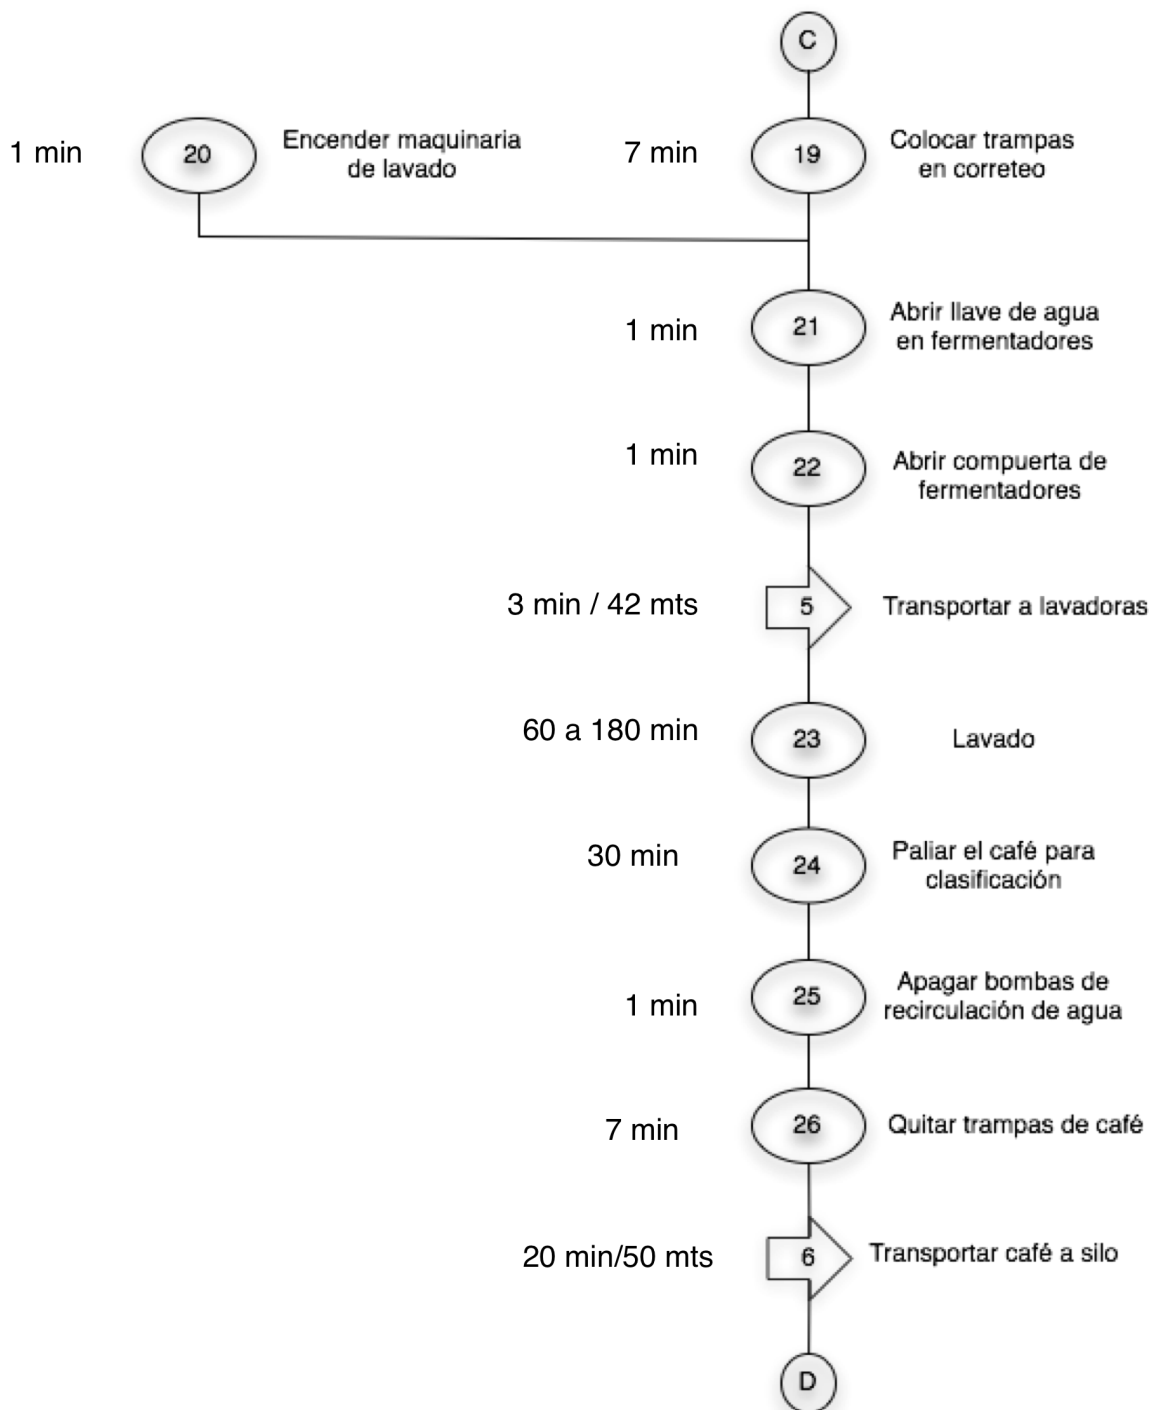 C
1 min
20
Encender maquinaria
de lavado
7 min
19
Colocar trampas
en correteo
1 min
21
Abrir llave de agua
en fermentadores
1 min
22
Abrir compuerta de
fermentadores
3 min / 42 mts
5
Transportar a lavadoras
60 a 180 min
23
Lavado
30 min
24
Paliar el café para
clasificación
1 min
25
Apagar bombas de
recirculación de agua
7 min
26
Quitar trampas de café
20 min/50 mts
6
Transportar café a silo
D